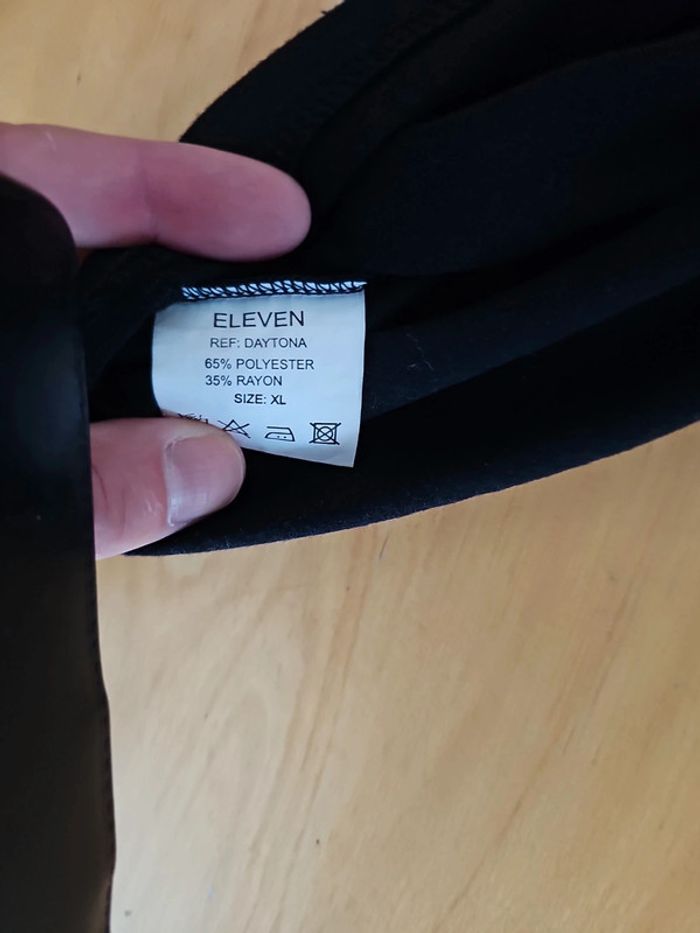 ELEVEN
REF: DAYTONA
65% POLYESTER
35% RAYON
SIZE: XL